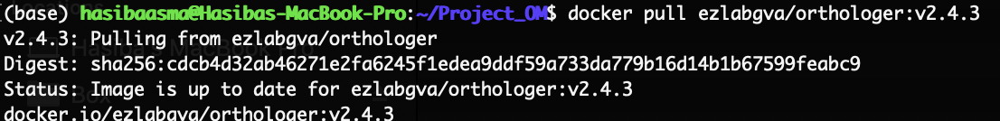 (base) hasibaasma@Hasibas-MacBook-Pro:~/Project_OM$ docker pull ezlabgva/orthologer:v2.4.3
v2.4.3: Pulling from ezlabgva/orthologer
Digest: sha256:cdcb4d32ab46271e2fa6245f1edea9ddf59a733da779b16d14b1b67599feabc9
Status: Image is up to date for ezlabgva/orthologer:v2.4.3
docker.io/ezlabgva/orthologer:v2.4.3